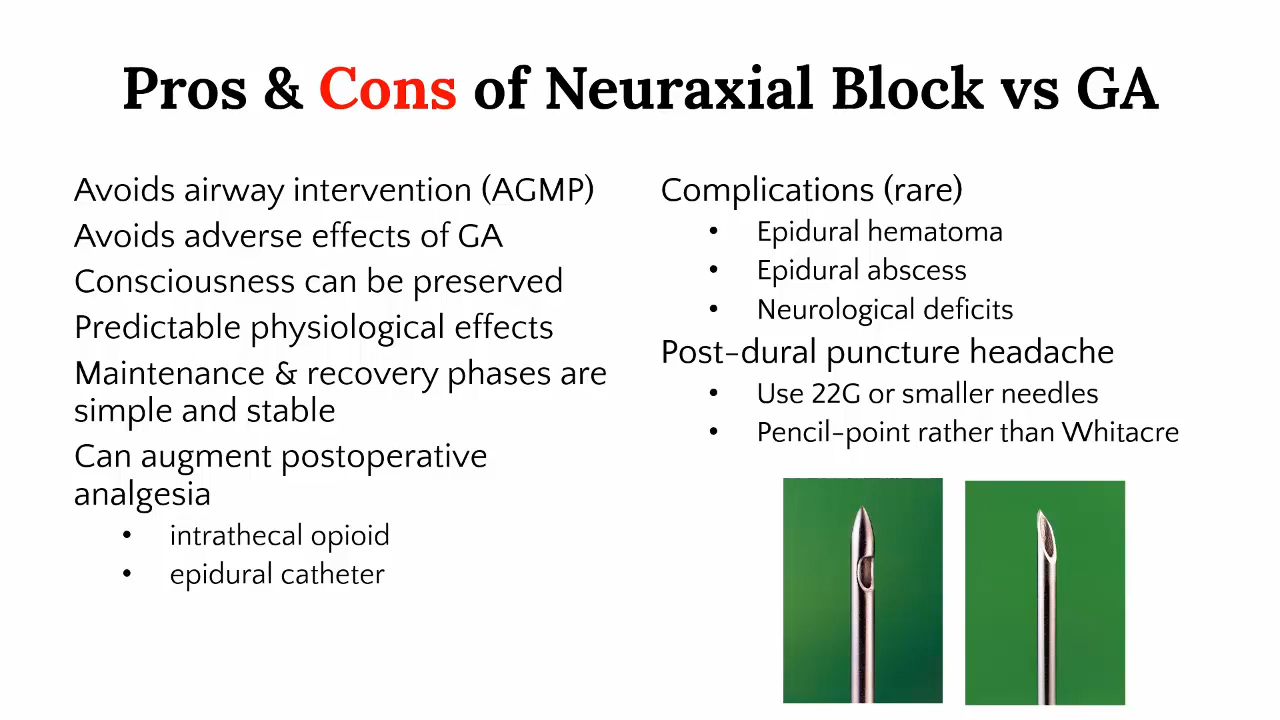 Pros & Cons of Neuraxial Block vs GA
Avoids airway intervention (AGMP)
Avoids adverse effects of GA
Consciousness can be preserved
Predictable physiological effects
Maintenance & recovery phases are
simple and stable
Can augment postoperative
analgesia
• intrathecal opioid
• epidural catheter
Complications (rare)
• Epidural hematoma
• Epidural abscess
• Neurological deficits
Post-dural puncture headache
• Use 22G or smaller needles
• Pencil-point rather than Whitacre